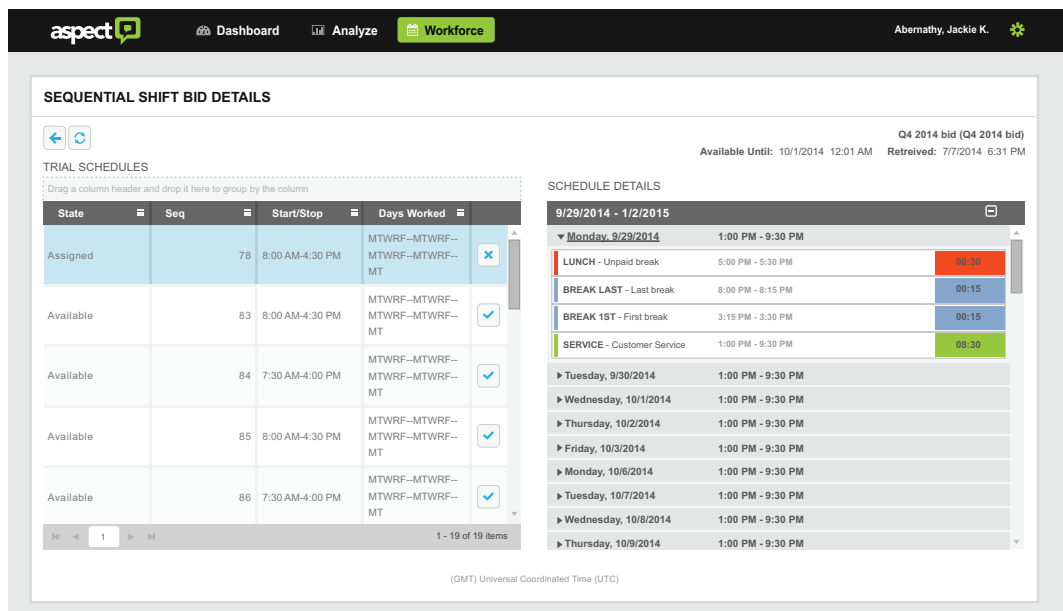 aspect
Dashboard
Analyze
Workforce
Abernathy, Jackie K.
SEQUENTIAL SHIFT BID DETAILS
Q4 2014 bid (Q4 2014 bid)
Available Until: 10/1/2014 12:01 AM Retreived: 7/7/2014 6:31 PM
TRIAL SCHEDULES
Drag a column header and drop it here to group by the column
State Seq Start/Stop Days Worked
Assigned 78 8:00 AM-4:30 PM MTWRF--MTWRF--
MTWRF--MTWRF--
MT
Available 83 8:00 AM-4:30 PM MTWRF--MTWRF--
MTWRF--MTWRF--
MT
Available 84 7:30 AM-4:00 PM MTWRF--MTWRF--
MTWRF--MTWRF--
MT
Available 85 8:00 AM-4:30 PM MTWRF--MTWRF--
MTWRF--MTWRF--
MT
Available 86 7:30 AM-4:00 PM MTWRF--MTWRF--
MTWRF--MTWRF--
MT
1
1 - 19 of 19 items
SCHEDULE DETAILS
9/29/2014 - 1/2/2015
Monday, 9/29/2014 1:00 PM - 9:30 PM
LUNCH - Unpaid break 5:00 PM - 5:30 PM 00:30
BREAK LAST - Last break 8:00 PM - 8:15 PM 00:15
BREAK 1ST - First break 3:15 PM - 3:30 PM 00:15
SERVICE - Customer Service 1:00 PM - 9:30 PM 08:30
Tuesday, 9/30/2014 1:00 PM - 9:30 PM
Wednesday, 10/1/2014 1:00 PM - 9:30 PM
Thursday, 10/2/2014 1:00 PM - 9:30 PM
Friday, 10/3/2014 1:00 PM - 9:30 PM
Monday, 10/6/2014 1:00 PM - 9:30 PM
Tuesday, 10/7/2014 1:00 PM - 9:30 PM
Wednesday, 10/8/2014 1:00 PM - 9:30 PM
Thursday, 10/9/2014 1:00 PM - 9:30 PM
(GMT) Universal Coordinated Time (UTC)